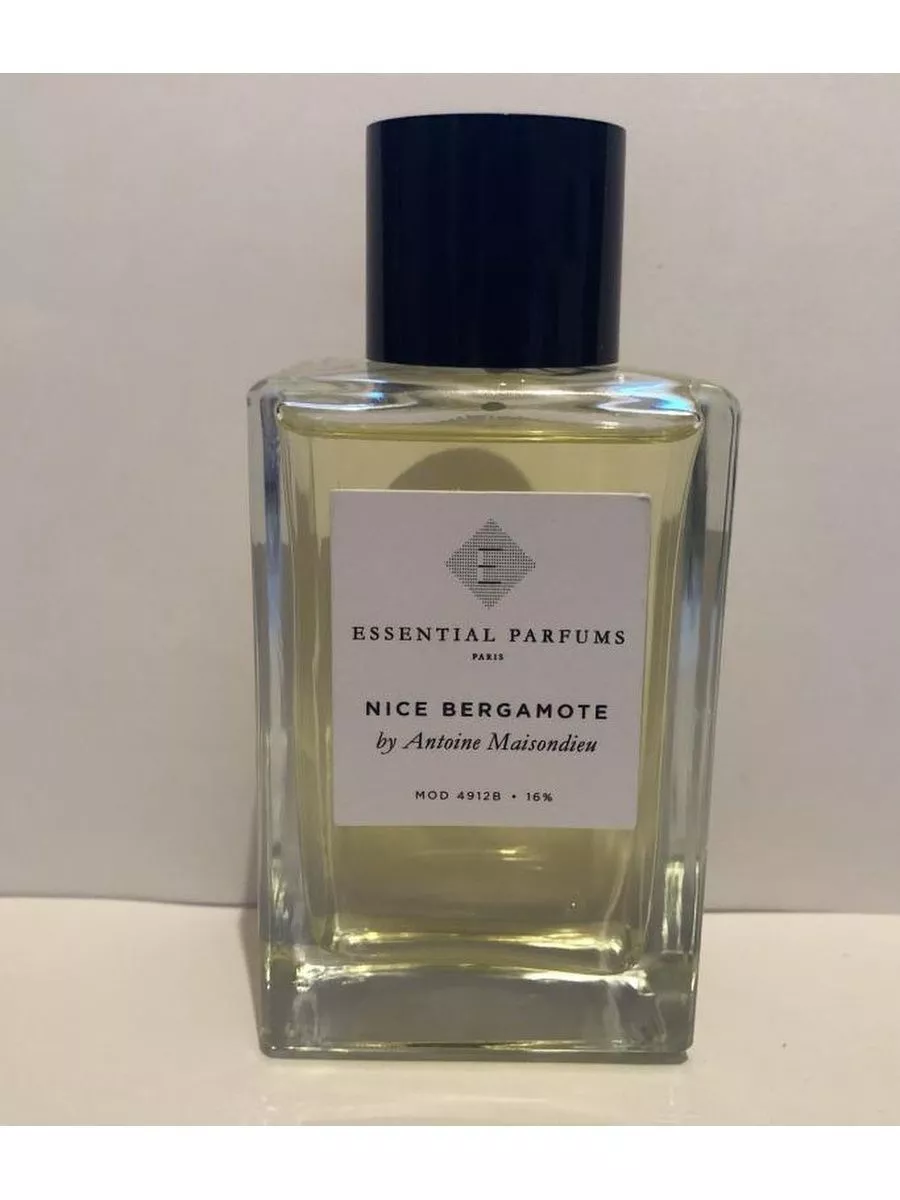 E
ESSENTIAL PARFUMS
PARIS
NICE BERGAMOTE
by Antoine Maisondieu
MOD 4912B • 16%